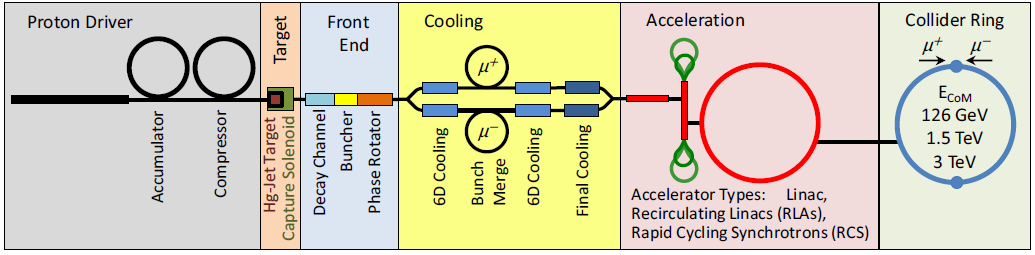 Proton Driver
Accumulator
Compressor
Target
Hg-Jet Target
Capture Solenoid
Front
End
Decay Channel
Buncher
Phase Rotator
Cooling
μ+
μ−
6D Cooling
Bunch
Merge
6D Cooling
Final Cooling
Acceleration
Accelerator Types: Linac,
Recirculating Linacs (RLAs),
Rapid Cycling Synchrotrons (RCS)
Collider Ring
μ+ μ−
ECoM
126 GeV
1.5 TeV
3 TeV